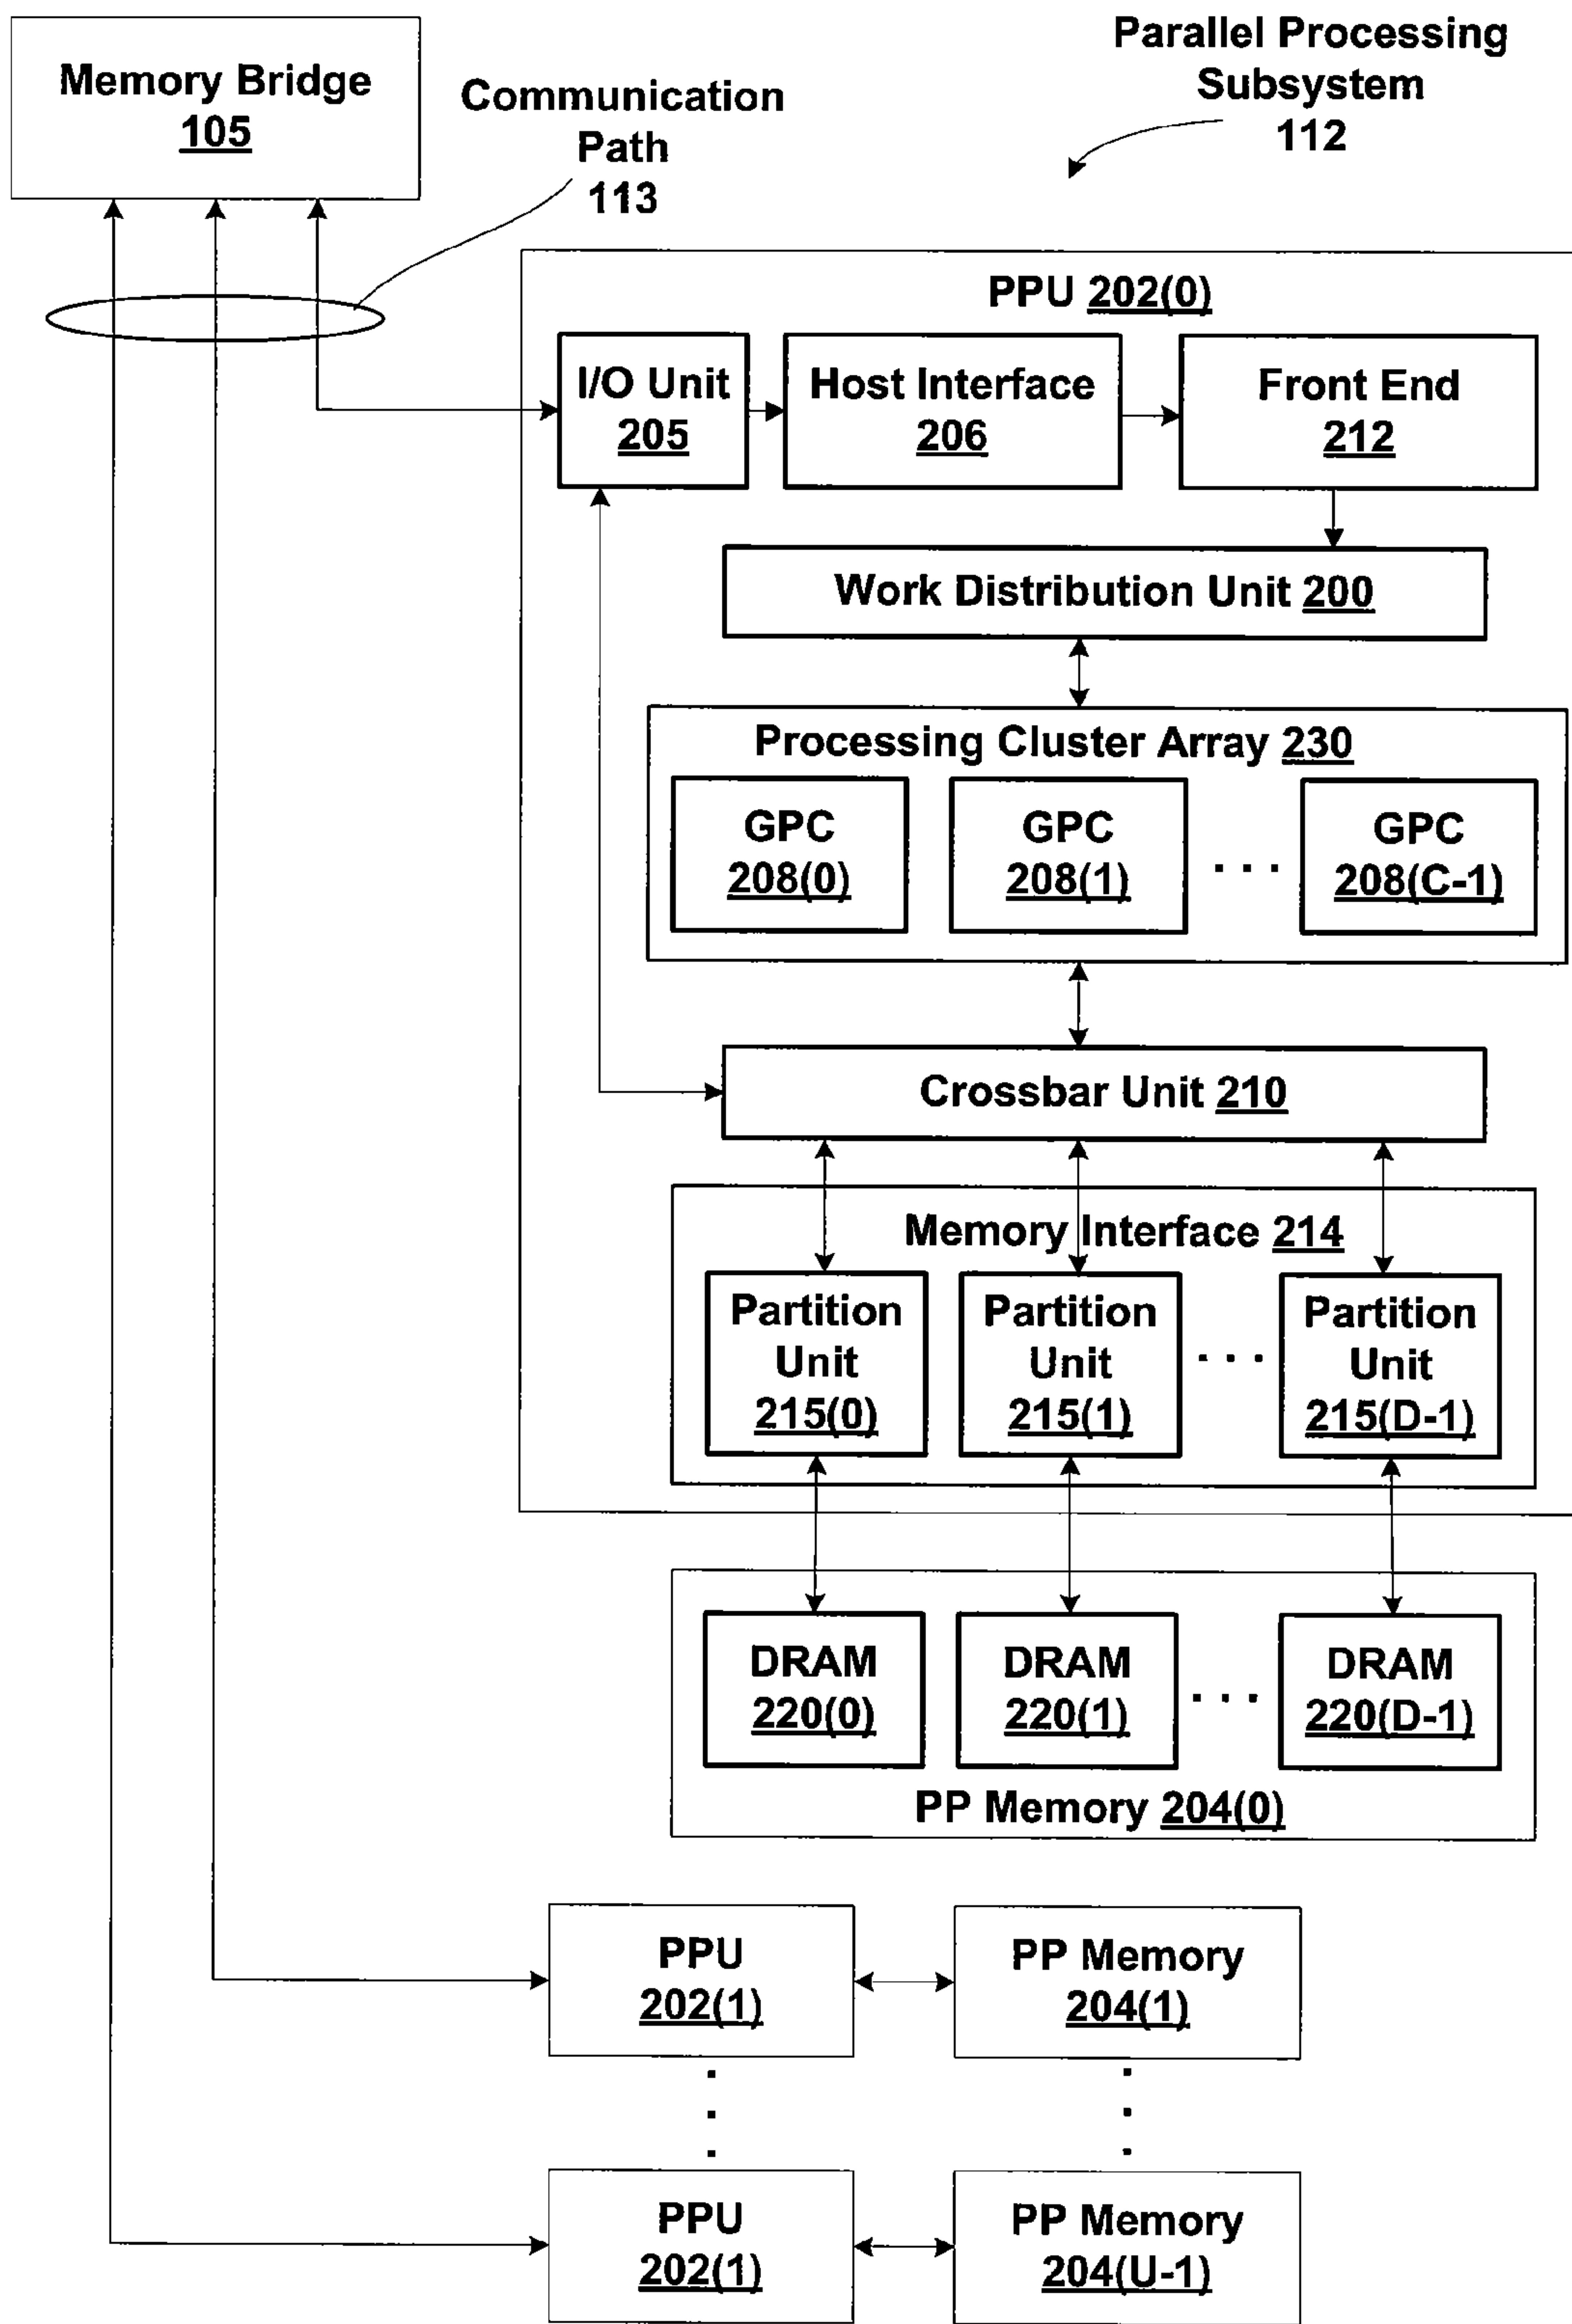 Memory Bridge
105
Communication
Path
113
Parallel Processing
Subsystem
112
PPU 202(0)
I/O Unit
205
Host Interface
206
Front End
212
Work Distribution Unit 200
Processing Cluster Array 230
GPC
208(0)
GPC
208(1)
. . .
GPC
208(C-1)
Crossbar Unit 210
Memory Interface 214
Partition
Unit
215(0)
Partition
Unit
215(1)
. . .
Partition
Unit
215(D-1)
DRAM
220(0)
DRAM
220(1)
. . .
DRAM
220(D-1)
PP Memory 204(0)
PPU
202(1)
PP Memory
204(1)
PPU
202(1)
PP Memory
204(U-1)